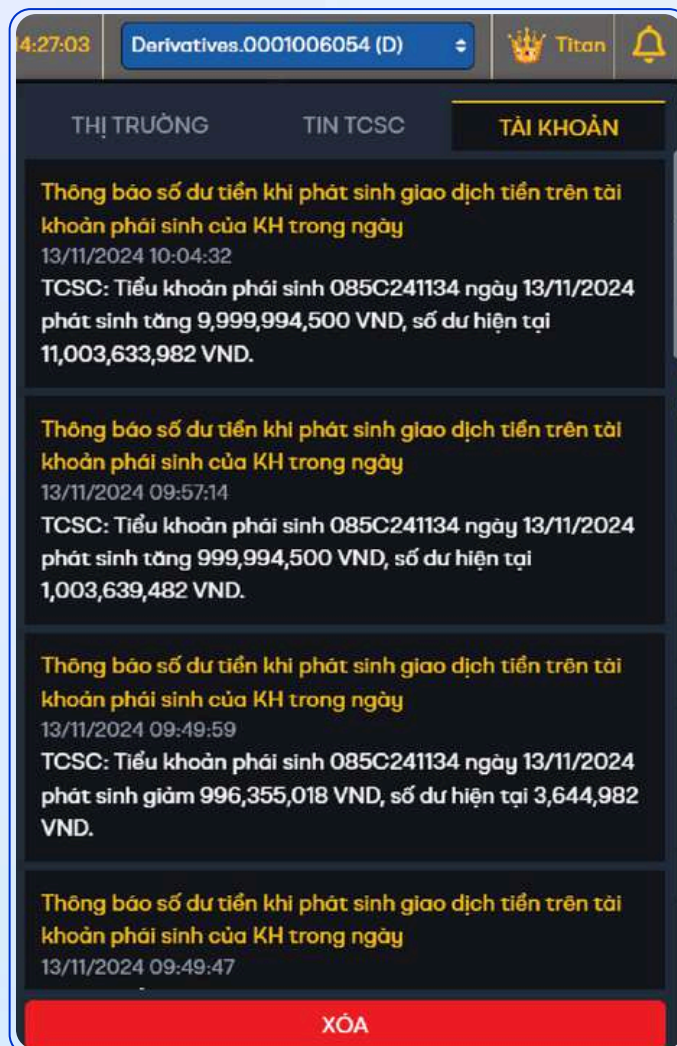 4:27:03
Derivatives.0001006054 (D)
Titan
THỊ TRƯỜNG
TIN TCSC
TÀI KHOẢN
Thông báo số dư tiền khi phát sinh giao dịch tiền trên tài
khoản phái sinh của KH trong ngày
13/11/2024 10:04:32
TCSC: Tiểu khoản phái sinh 085C241134 ngày 13/11/2024
phát sinh tăng 9,999,994,500 VND, số dư hiện tại
11,003,633,982 VND.
Thông báo số dư tiền khi phát sinh giao dịch tiền trên tài
khoản phái sinh của KH trong ngày
13/11/2024 09:57:14
TCSC: Tiểu khoản phái sinh 085C241134 ngày 13/11/2024
phát sinh tăng 999,994,500 VND, số dư hiện tại
1,003,639,482 VND.
Thông báo số dư tiền khi phát sinh giao dịch tiền trên tài
khoản phái sinh của KH trong ngày
13/11/2024 09:49:59
TCSC: Tiểu khoản phái sinh 085C241134 ngày 13/11/2024
phát sinh giảm 996,355,018 VND, số dư hiện tại 3,644,982
VND.
Thông báo số dư tiền khi phát sinh giao dịch tiền trên tài
khoản phái sinh của KH trong ngày
13/11/2024 09:49:47
XÓA